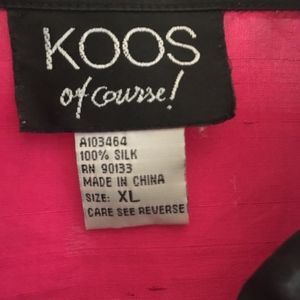 KOOS
of course!
A103464
100% SILK
RN 90133
MADE IN CHINA
SIZE: XL
CARE SEE REVERSE